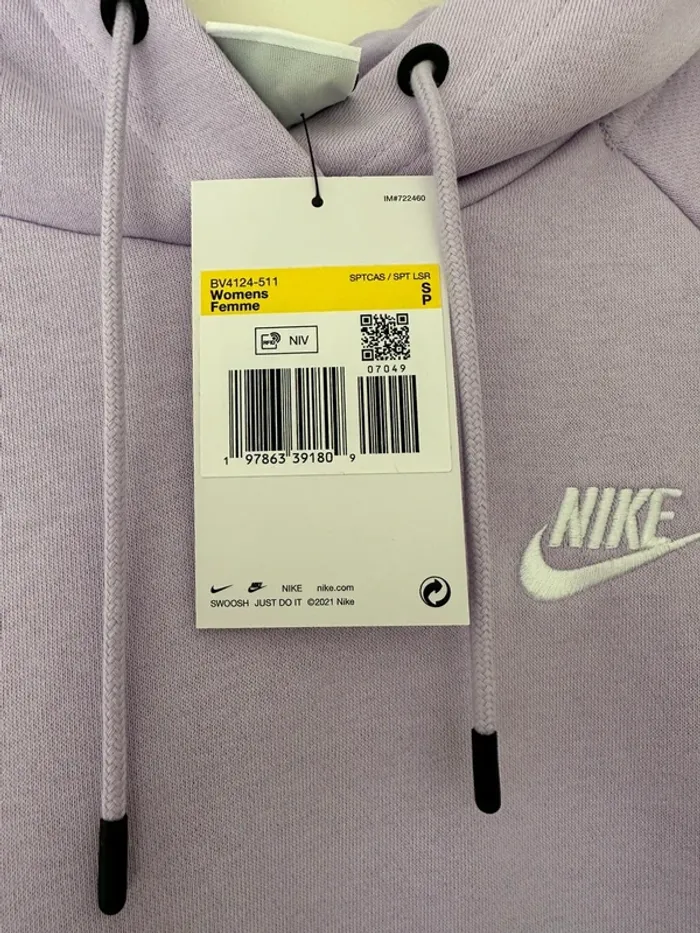 IM#722460
BV4124-511 SPTCAS / SPT LSR
Womens S
Femme P
NIV
07049
1 97863 39180 9
NIKE nike.com
SWOOSH JUST DO IT ©2021 Nike
NIKE